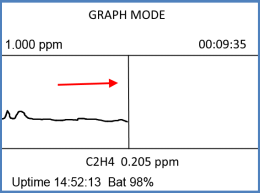 GRAPH MODE
1.000 ppm 00:09:35
C2H4 0.205 ppm
Uptime 14:52:13 Bat 98%